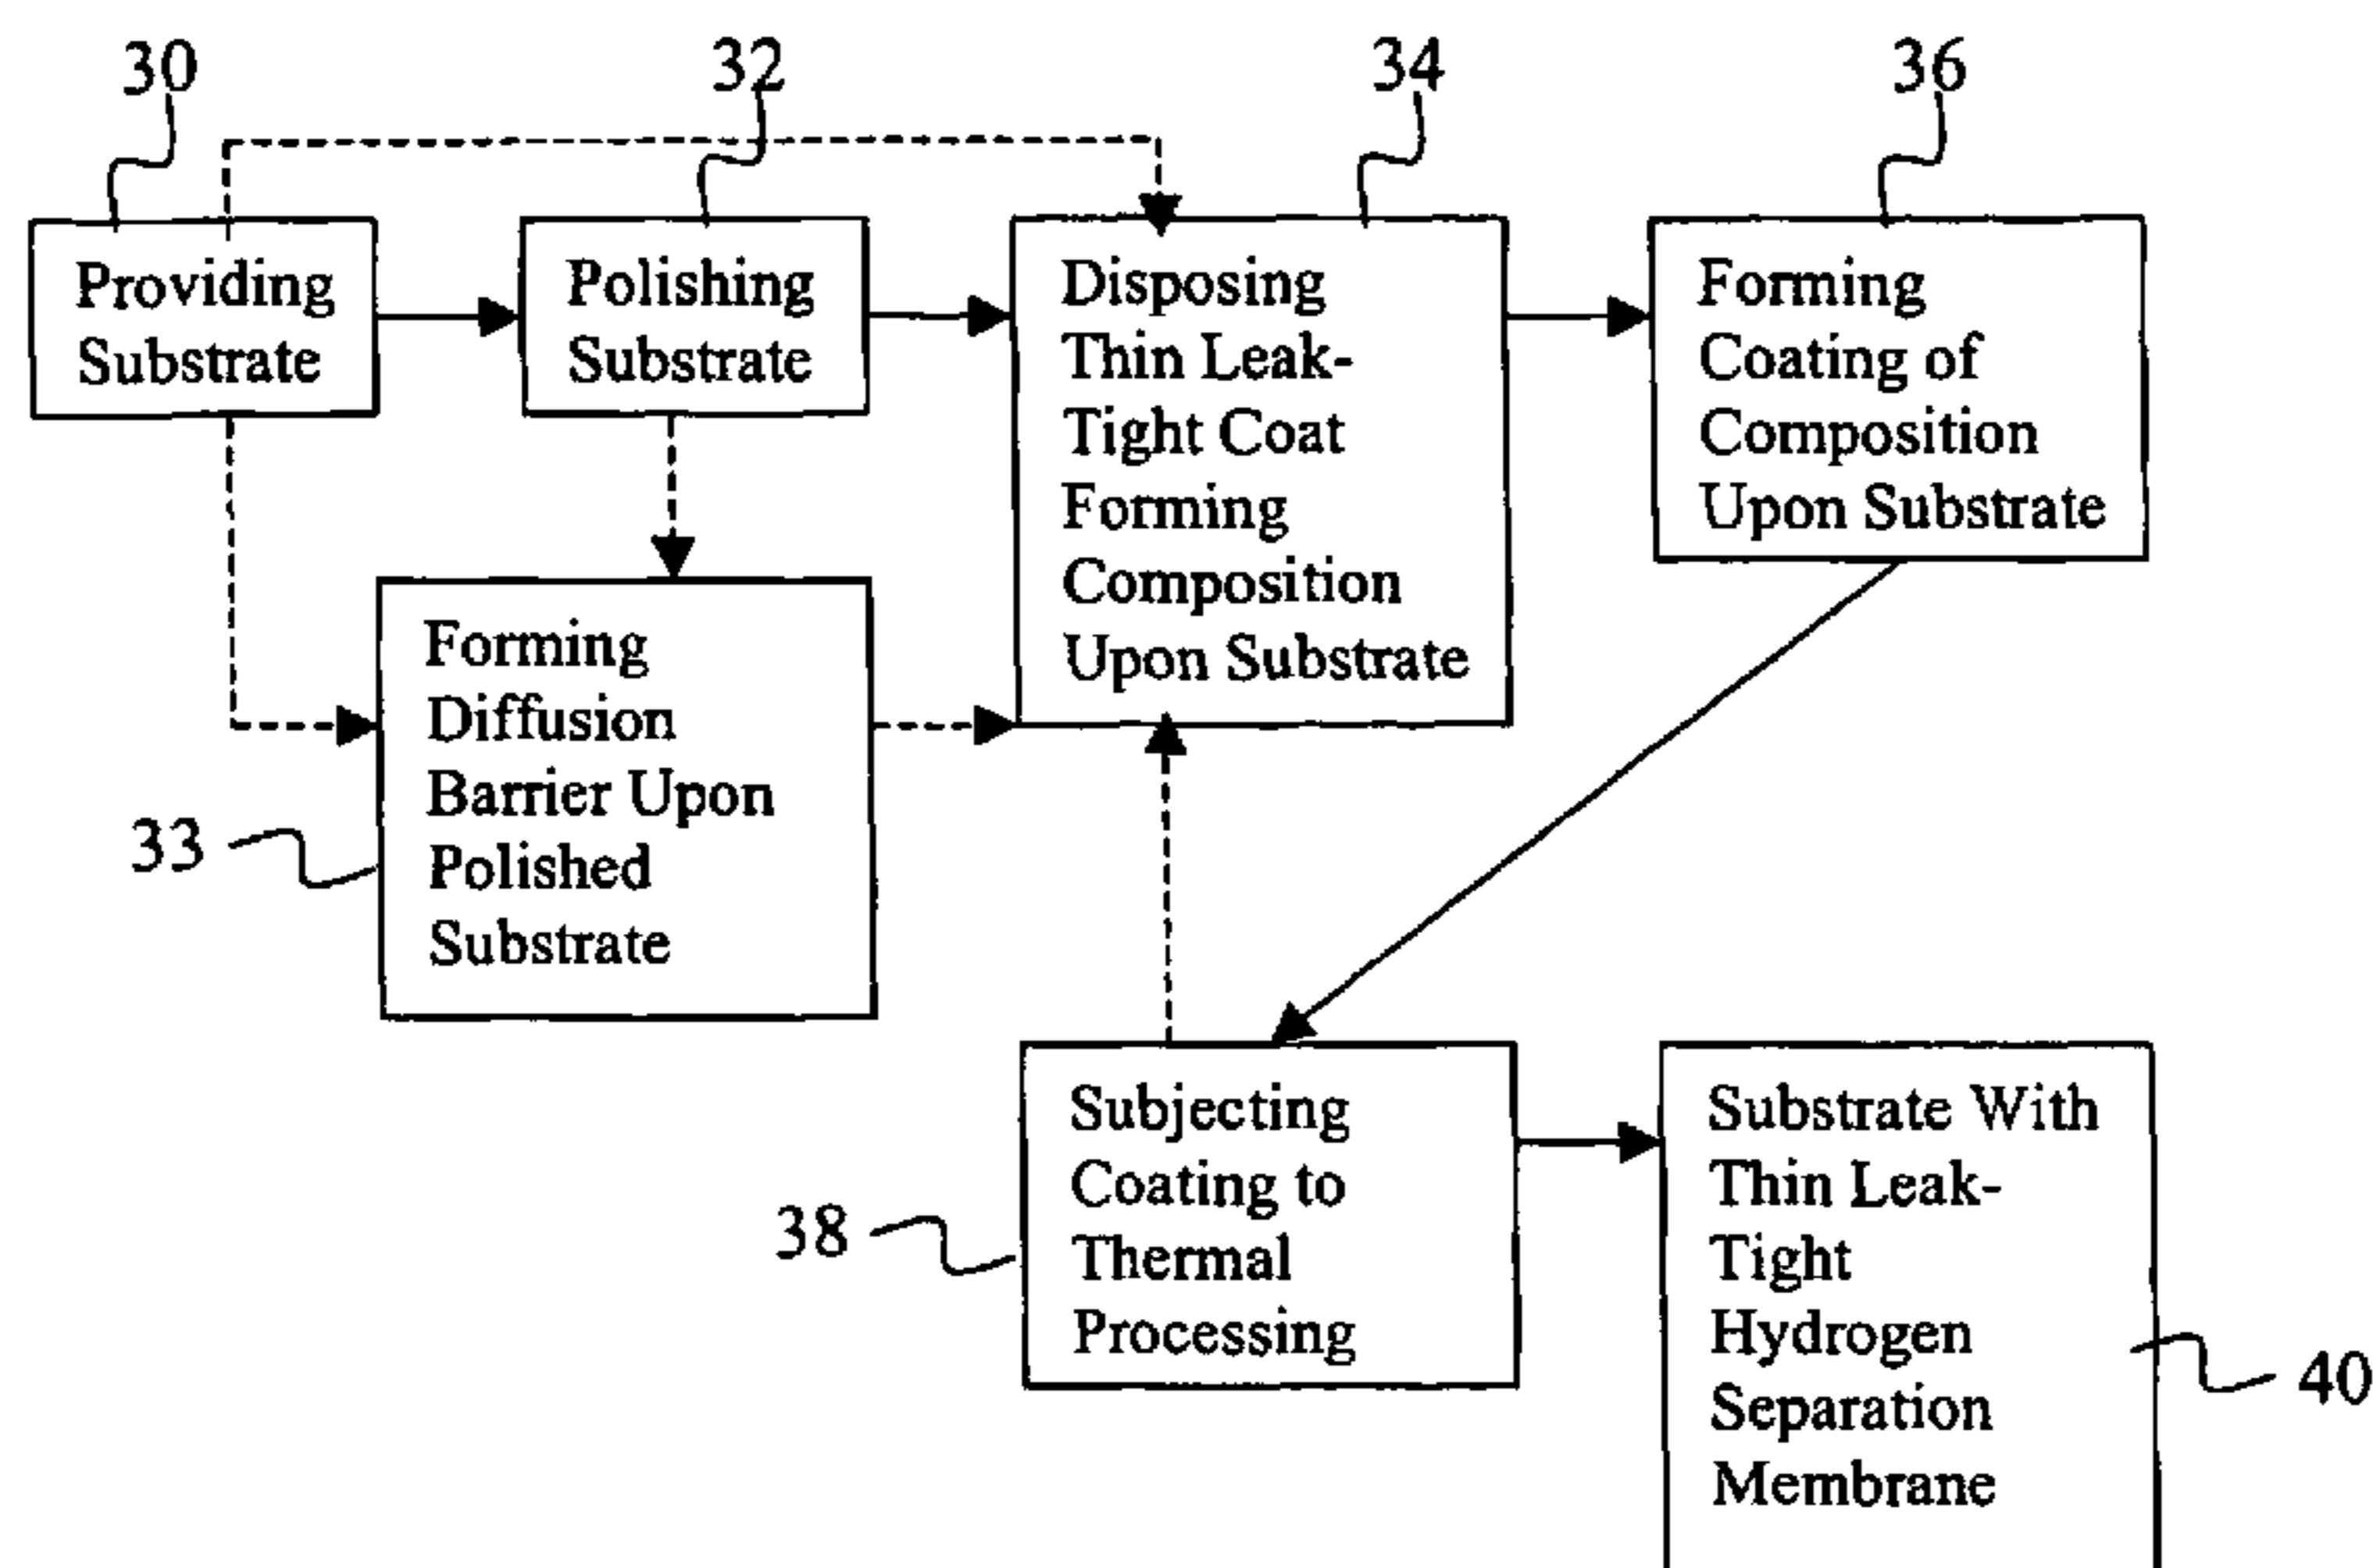 30
32
34
36
Providing
Substrate
Polishing
Substrate
Disposing
Thin Leak-
Tight Coat
Forming
Composition
Upon Substrate
Forming
Coating of
Composition
Upon Substrate
33
Forming
Diffusion
Barrier Upon
Polished
Substrate
38
Subjecting
Coating to
Thermal
Processing
Substrate With
Thin Leak-
Tight
Hydrogen
Separation
Membrane
40